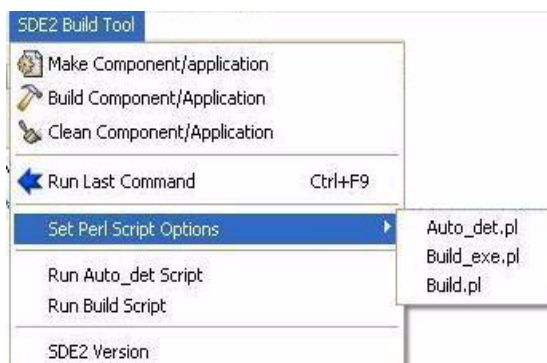 SDE2 Build Tool
Make Component/application
Build Component/Application
Clean Component/Application
Run Last Command Ctrl+F9
Set Perl Script Options
Auto_det.pl
Build_exe.pl
Build.pl
Run Auto_det Script
Run Build Script
SDE2 Version